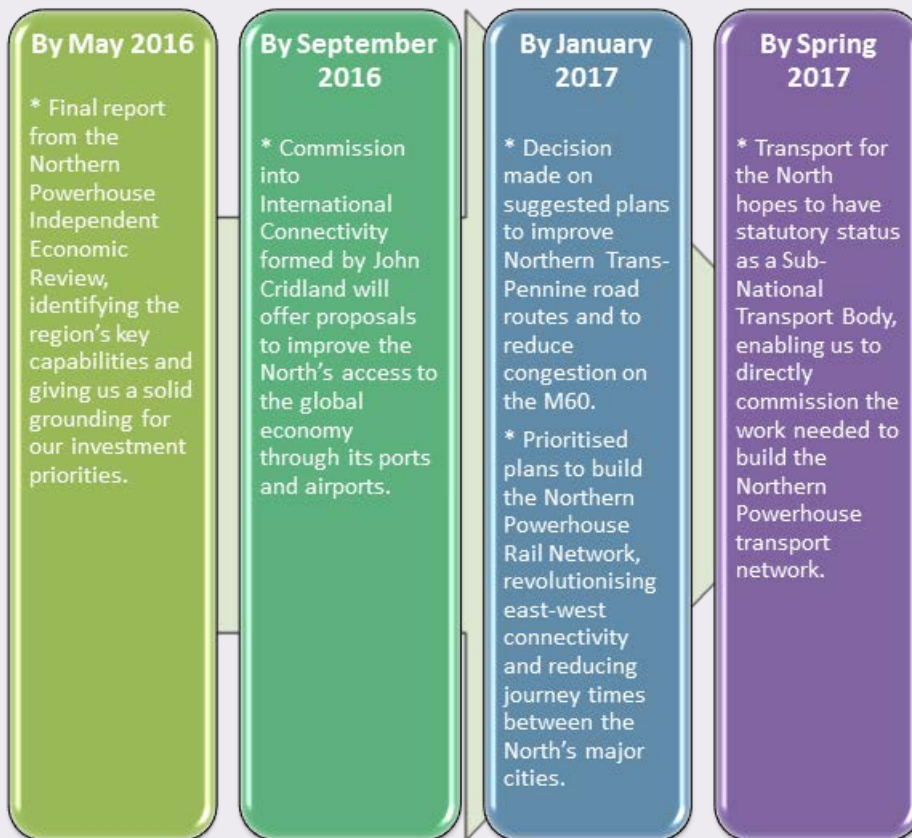 By May 2016
* Final report
from the
Northern
Powerhouse
Independent
Economic
Review,
identifying the
region's key
capabilities and
giving us a solid
grounding for
our investment
priorities.
By September
2016
* Commission
into
International
Connectivity
formed by John
Cridland will
offer proposals
to improve the
North's access to
the global
economy
through its ports
and airports.
By January
2017
* Decision
made on
suggested plans
to improve
Northern Trans-
Pennine road
routes and to
reduce
congestion on
the M60.
* Prioritised
plans to build
the Northern
Powerhouse
Rail Network,
revolutionising
east-west
connectivity
and reducing
journey times
between the
North's major
cities.
By Spring
2017
* Transport for
the North
hopes to have
statutory status
as a Sub-
National
Transport Body,
enabling us to
directly
commission the
work needed to
build the
Northern
Powerhouse
transport
network.